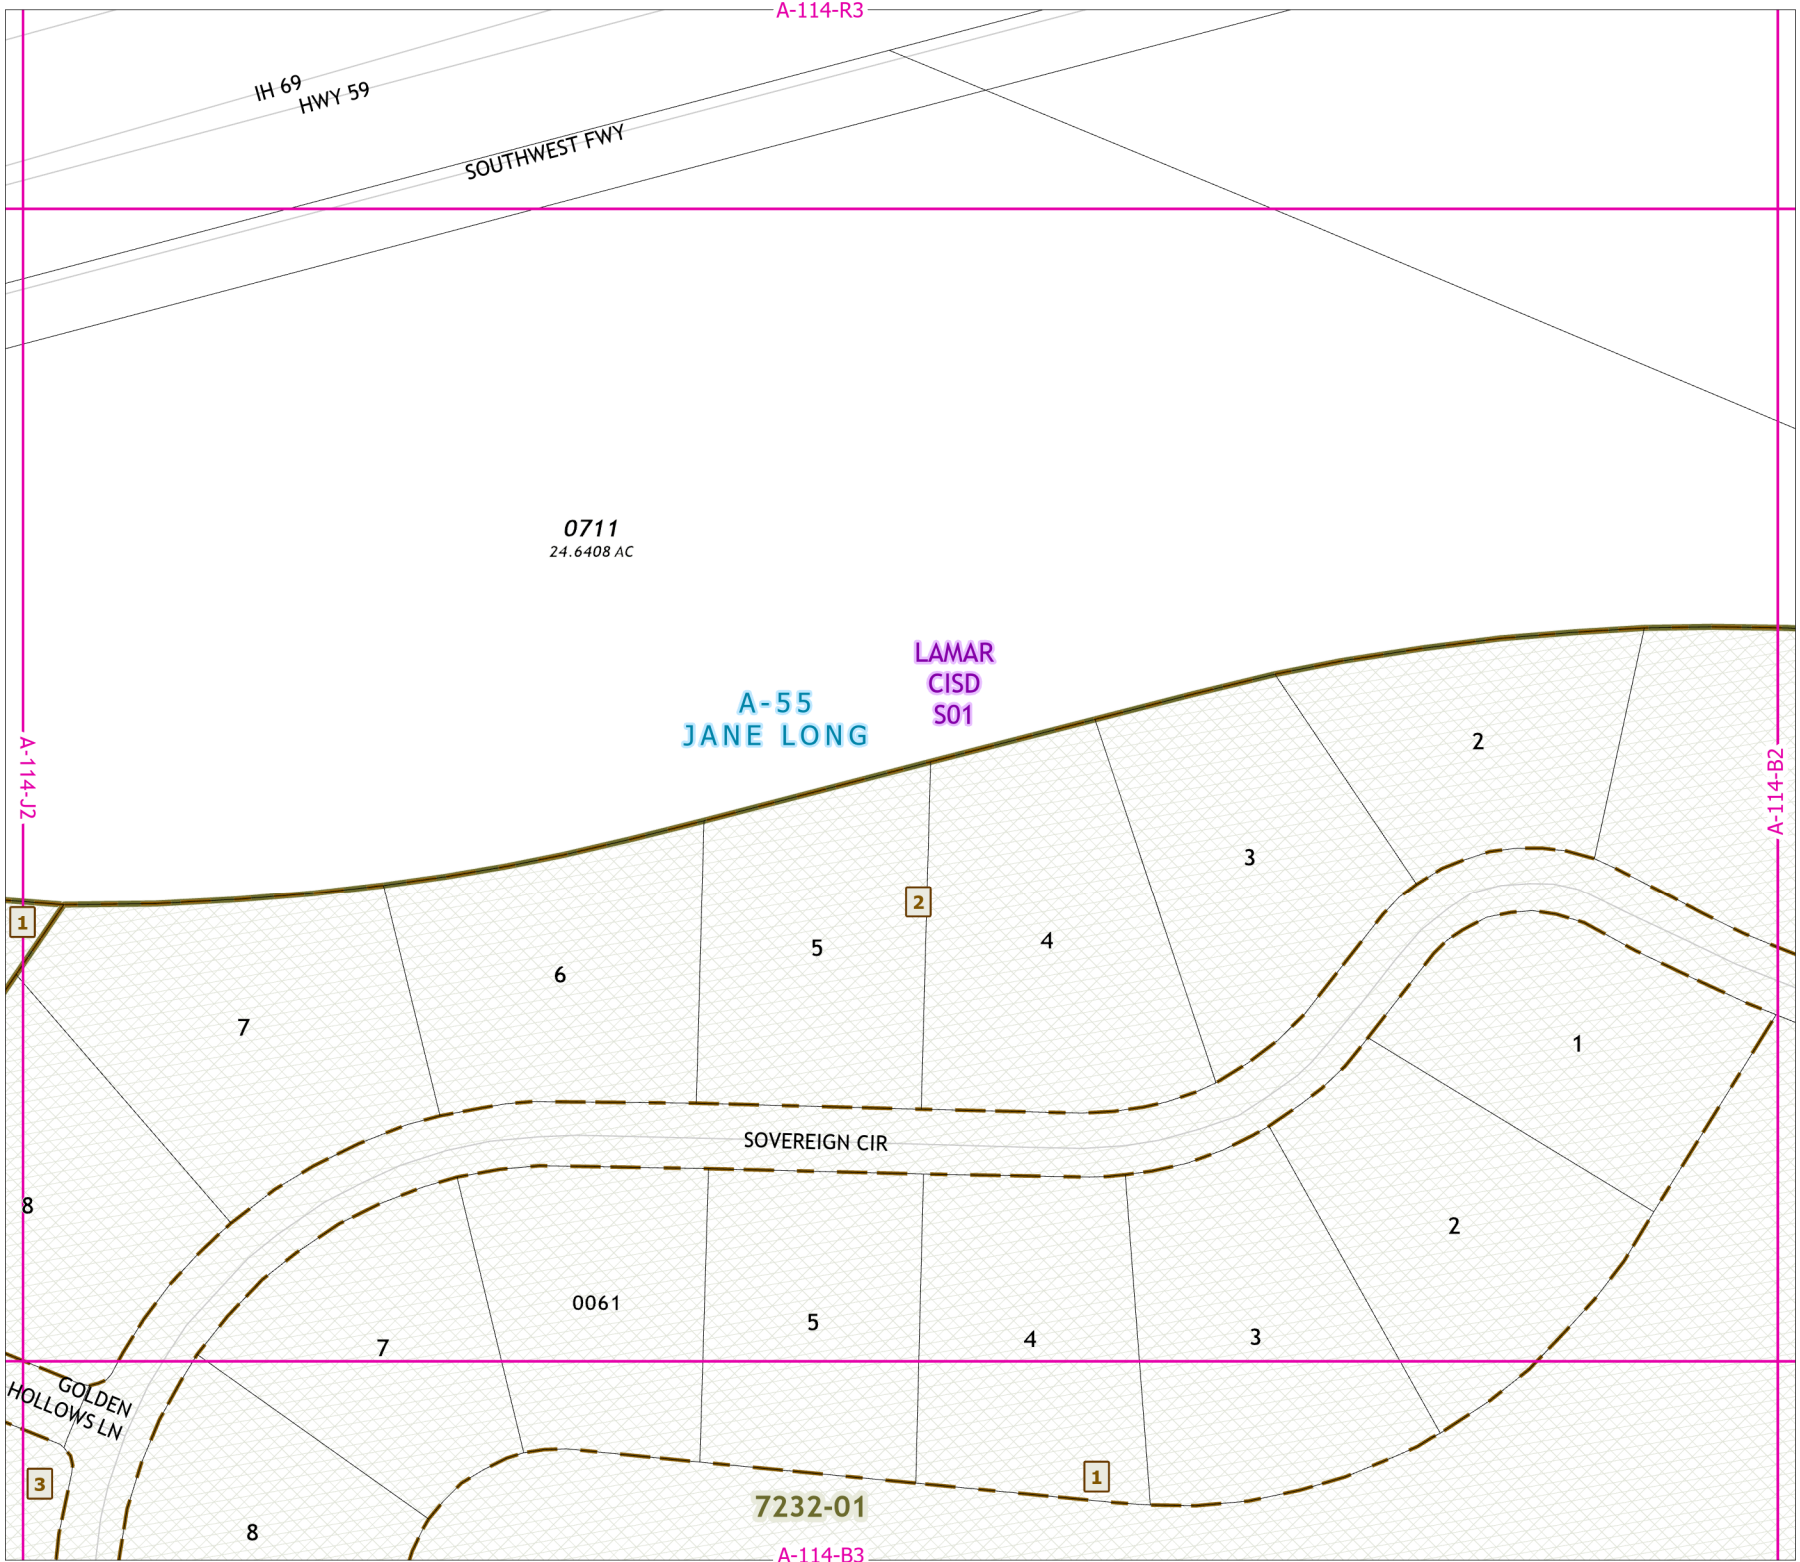 A-114-R3
IH 69
HWY 59
SOUTHWEST FWY
0711
24.6408 AC
LAMAR
CISD
S01
A-55
JANE LONG
A-114-J2
A-114-B2
2
3
1
2
4
5
6
7
1
SOVEREIGN CIR
8
2
0061
5
4
3
7
GOLDEN
HOLLOWS LN
3
1
7232-01
8
A-114-B3